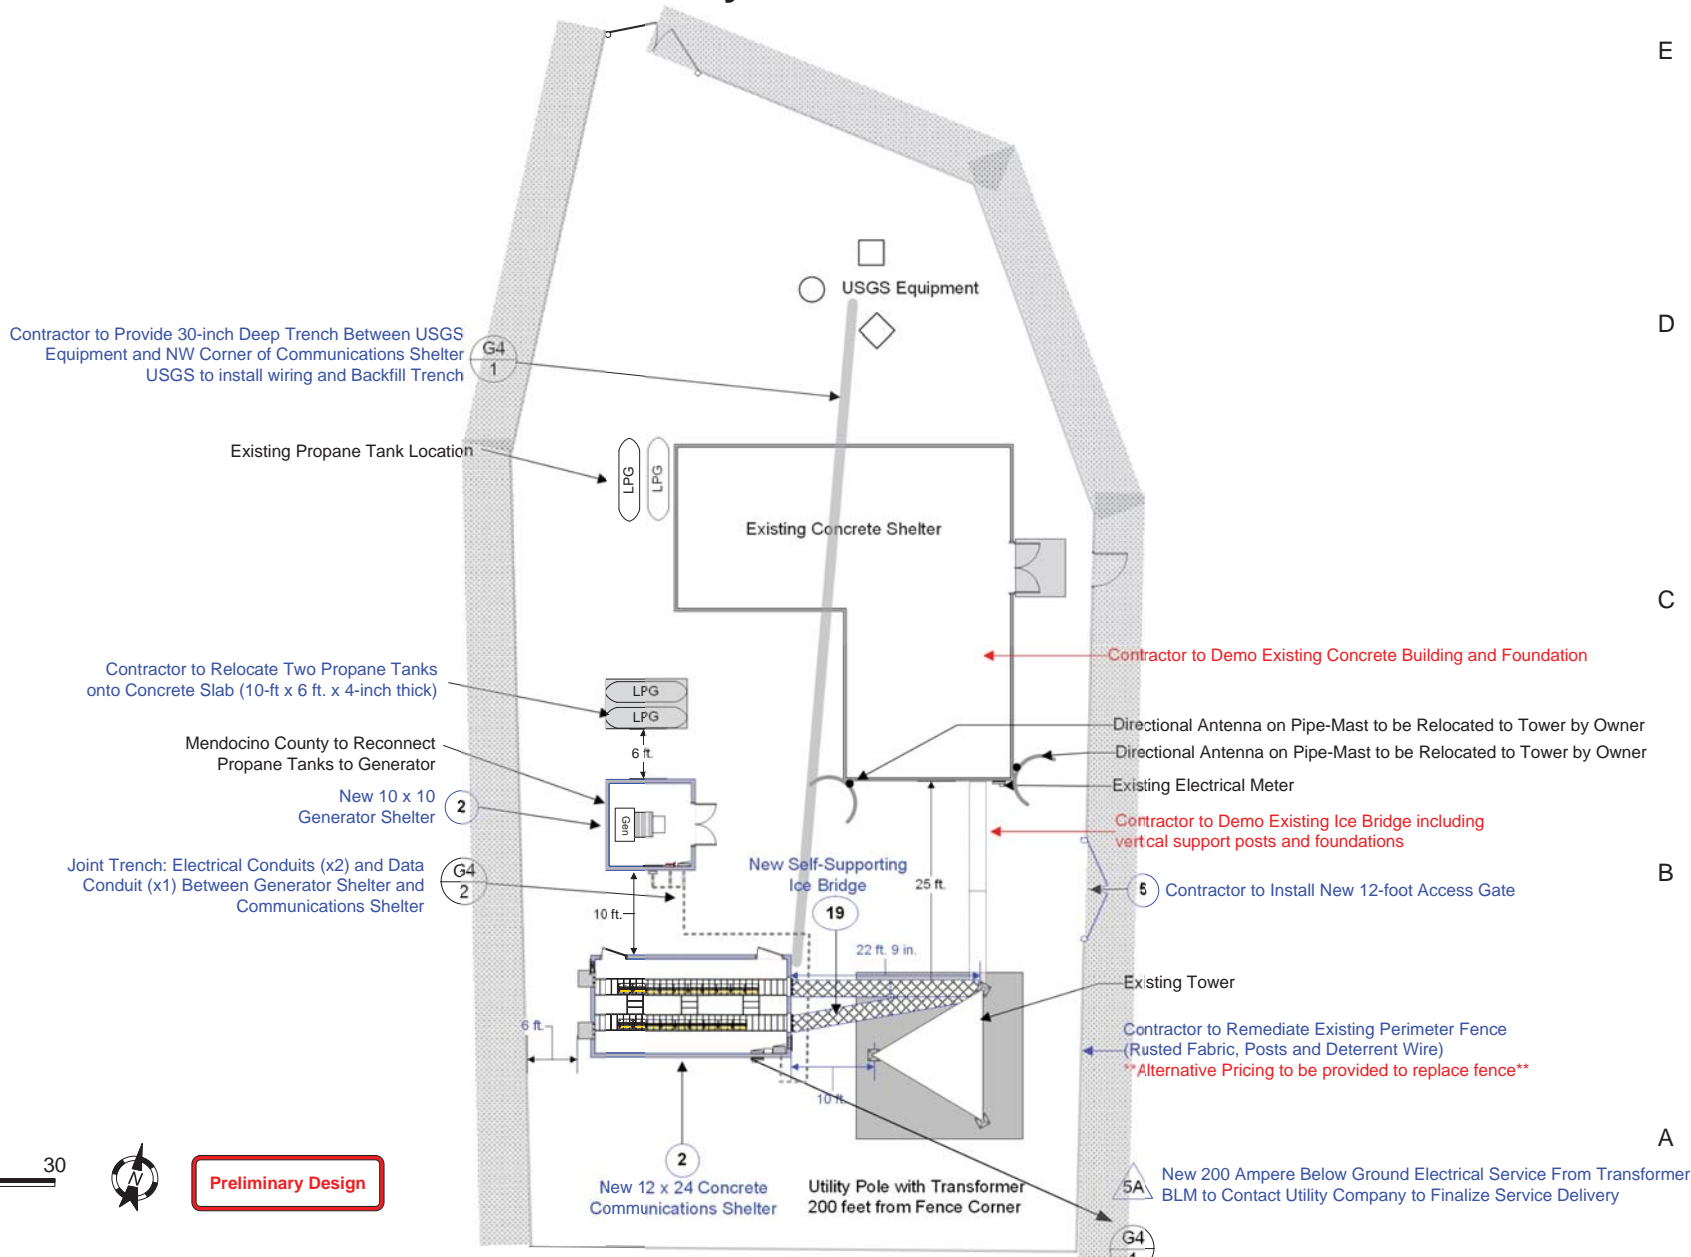 E
USGS Equipment
D
Contractor to Provide 30-inch Deep Trench Between USGS
Equipment and NW Corner of Communications Shelter
USGS to install wiring and Backfill Trench
G4
1
Existing Propane Tank Location
LPG
LPG
Existing Concrete Shelter
C
Contractor to Demo Existing Concrete Building and Foundation
Contractor to Relocate Two Propane Tanks
onto Concrete Slab (10-ft x 6 ft. x 4-inch thick)
LPG
LPG
6 ft.
Directional Antenna on Pipe-Mast to be Relocated to Tower by Owner
Directional Antenna on Pipe-Mast to be Relocated to Tower by Owner
Existing Electrical Meter
Mendocino County to Reconnect
Propane Tanks to Generator
New 10 x 10
Generator Shelter
2
Gen
Contractor to Demo Existing Ice Bridge including
vertical support posts and foundations
Joint Trench: Electrical Conduits (x2) and Data
Conduit (x1) Between Generator Shelter and
Communications Shelter
G4
2
New Self-Supporting
Ice Bridge
19
25 ft.
B
5
Contractor to Install New 12-foot Access Gate
10 ft.
22 ft. 9 in.
Existing Tower
6 ft.
Contractor to Remediate Existing Perimeter Fence
(Rusted Fabric, Posts and Deterrent Wire)
**Alternative Pricing to be provided to replace fence**
10 ft.
A
30
N
Preliminary Design
2
New 12 x 24 Concrete
Communications Shelter
Utility Pole with Transformer
200 feet from Fence Corner
5A
New 200 Ampere Below Ground Electrical Service From Transformer
BLM to Contact Utility Company to Finalize Service Delivery
G4